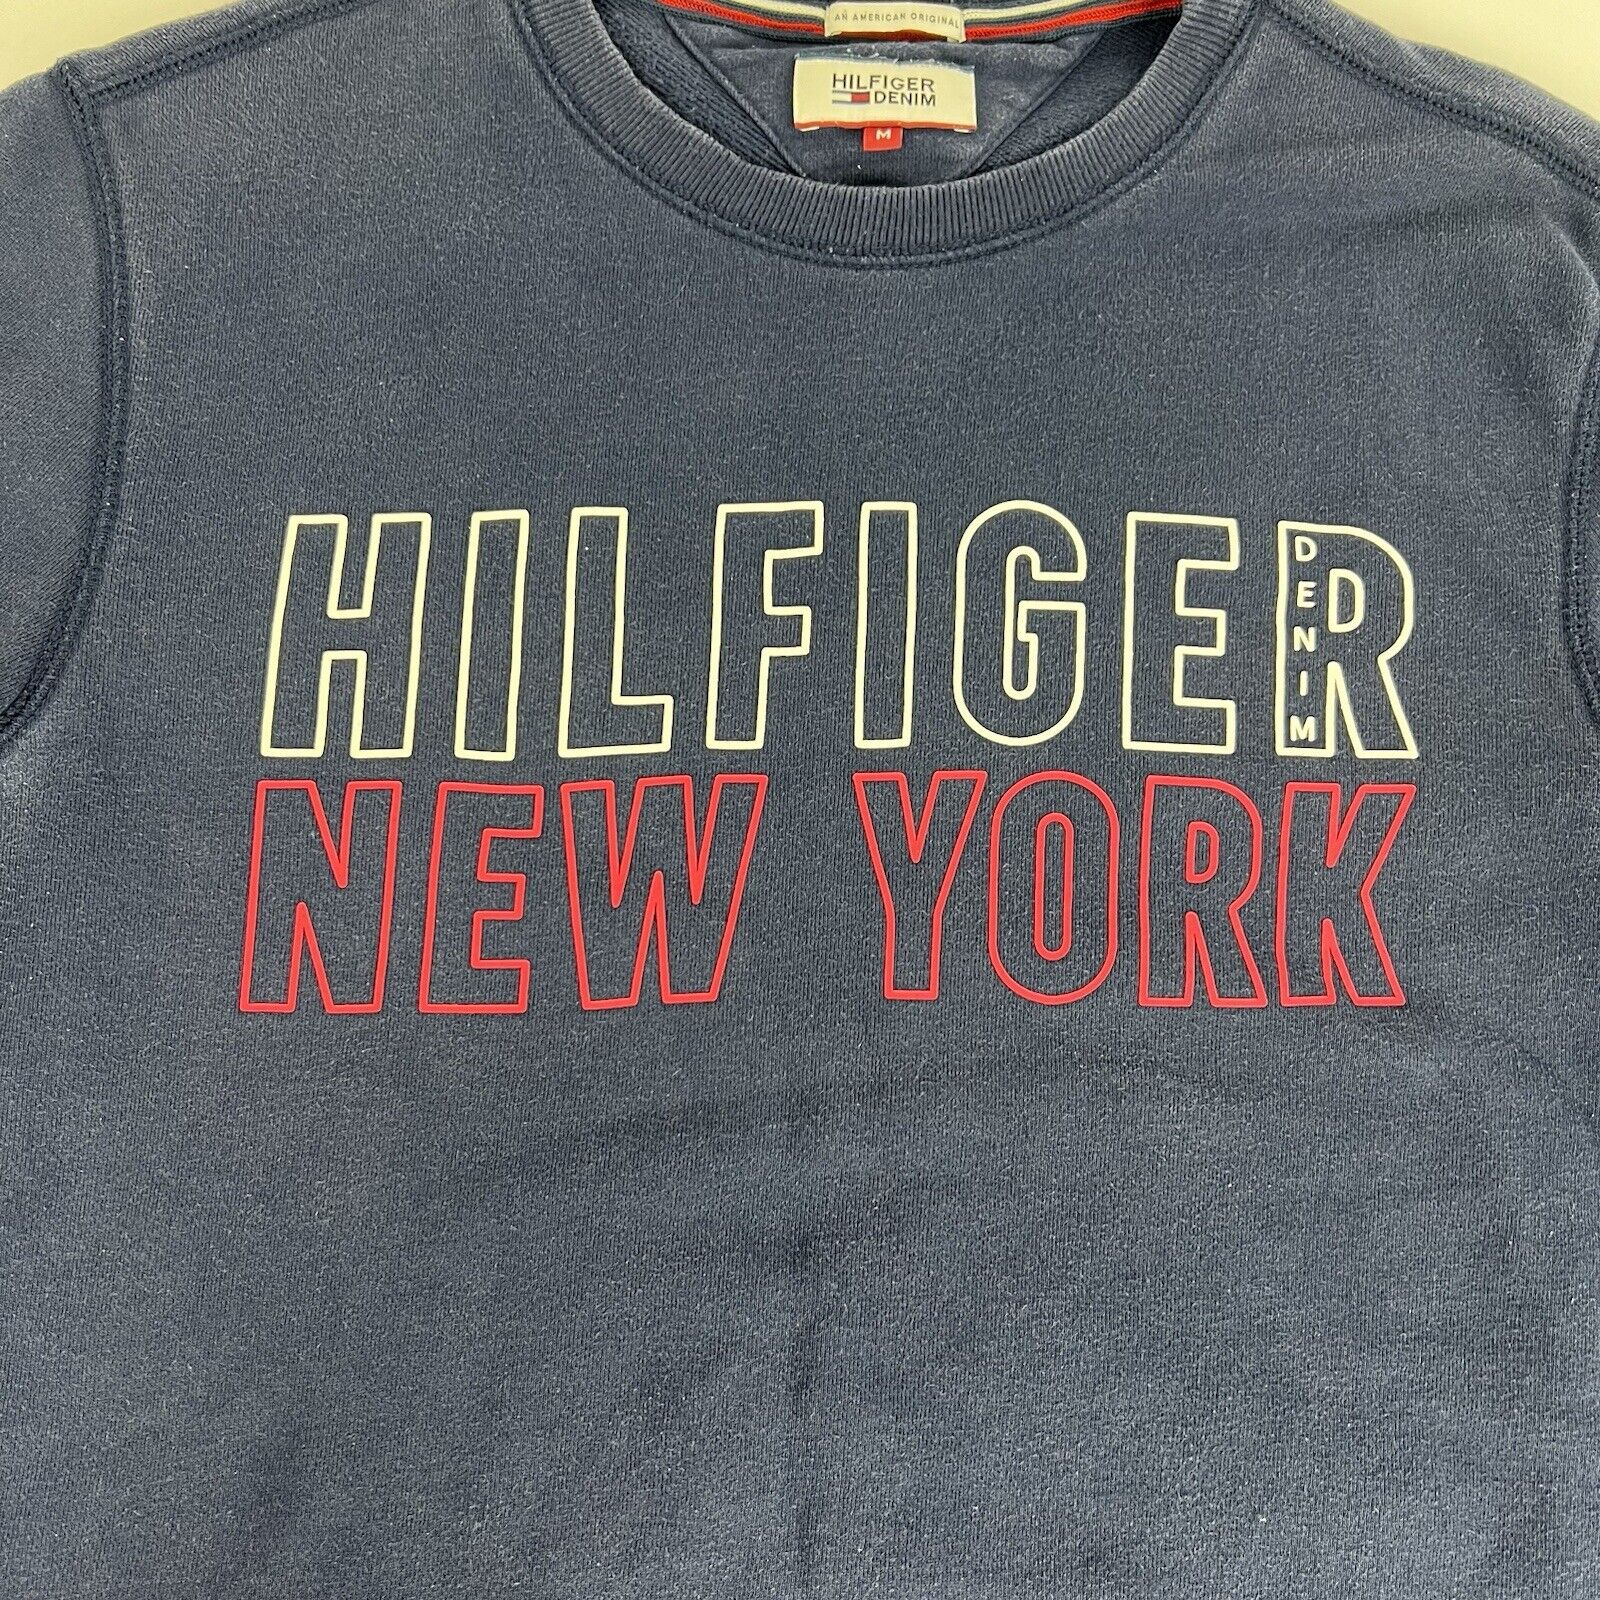 AN AMERICAN ORIGINAL
HILFIGER
DENIM
M
HILFIGER
DENIM
NEW YORK